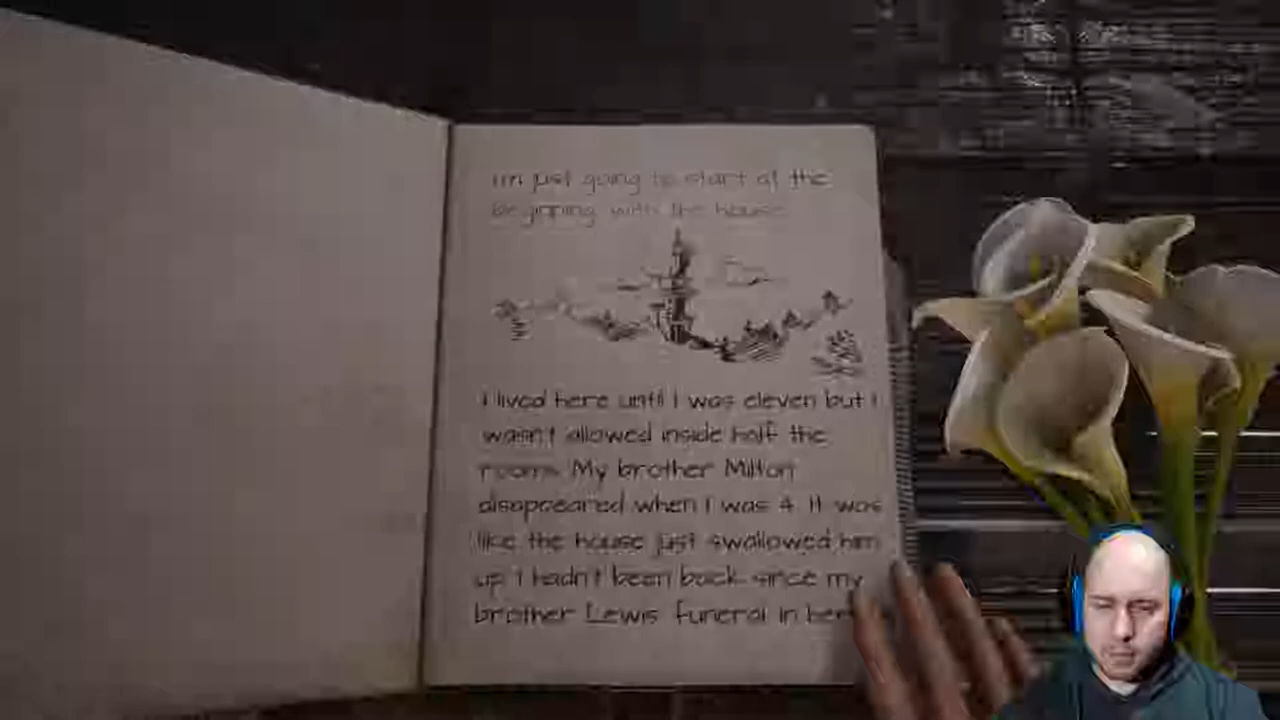 I'm just going to start at the
beginning with the house.
I lived here until I was eleven but I
wasn't allowed inside half the
rooms. My brother Milton
disappeared when I was 4. It was
like the house just swallowed him
up. I hadn't been back since my
brother Lewis' funeral in